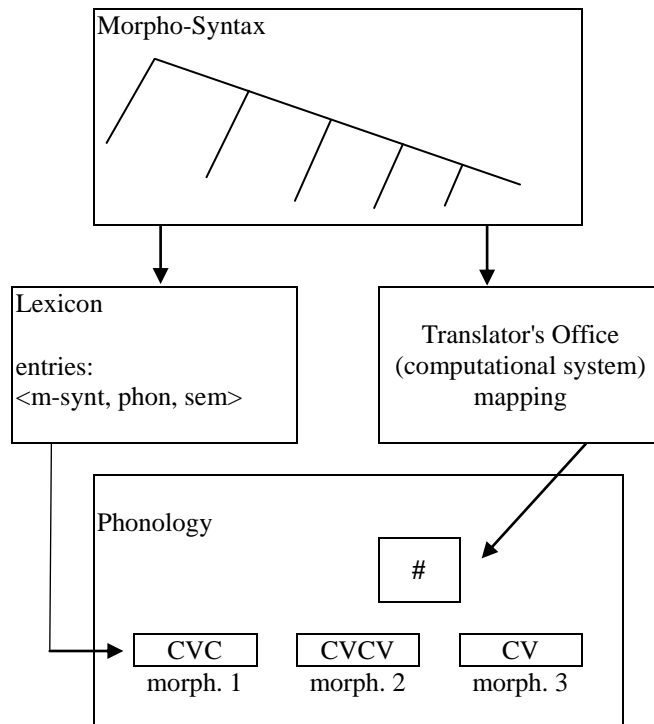 Morpho-Syntax
Lexicon
entries:
<m-synt, phon, sem>
Translator's Office
(computational system)
mapping
Phonology
#
CVC CVCV CV
morph. 1 morph. 2 morph. 3